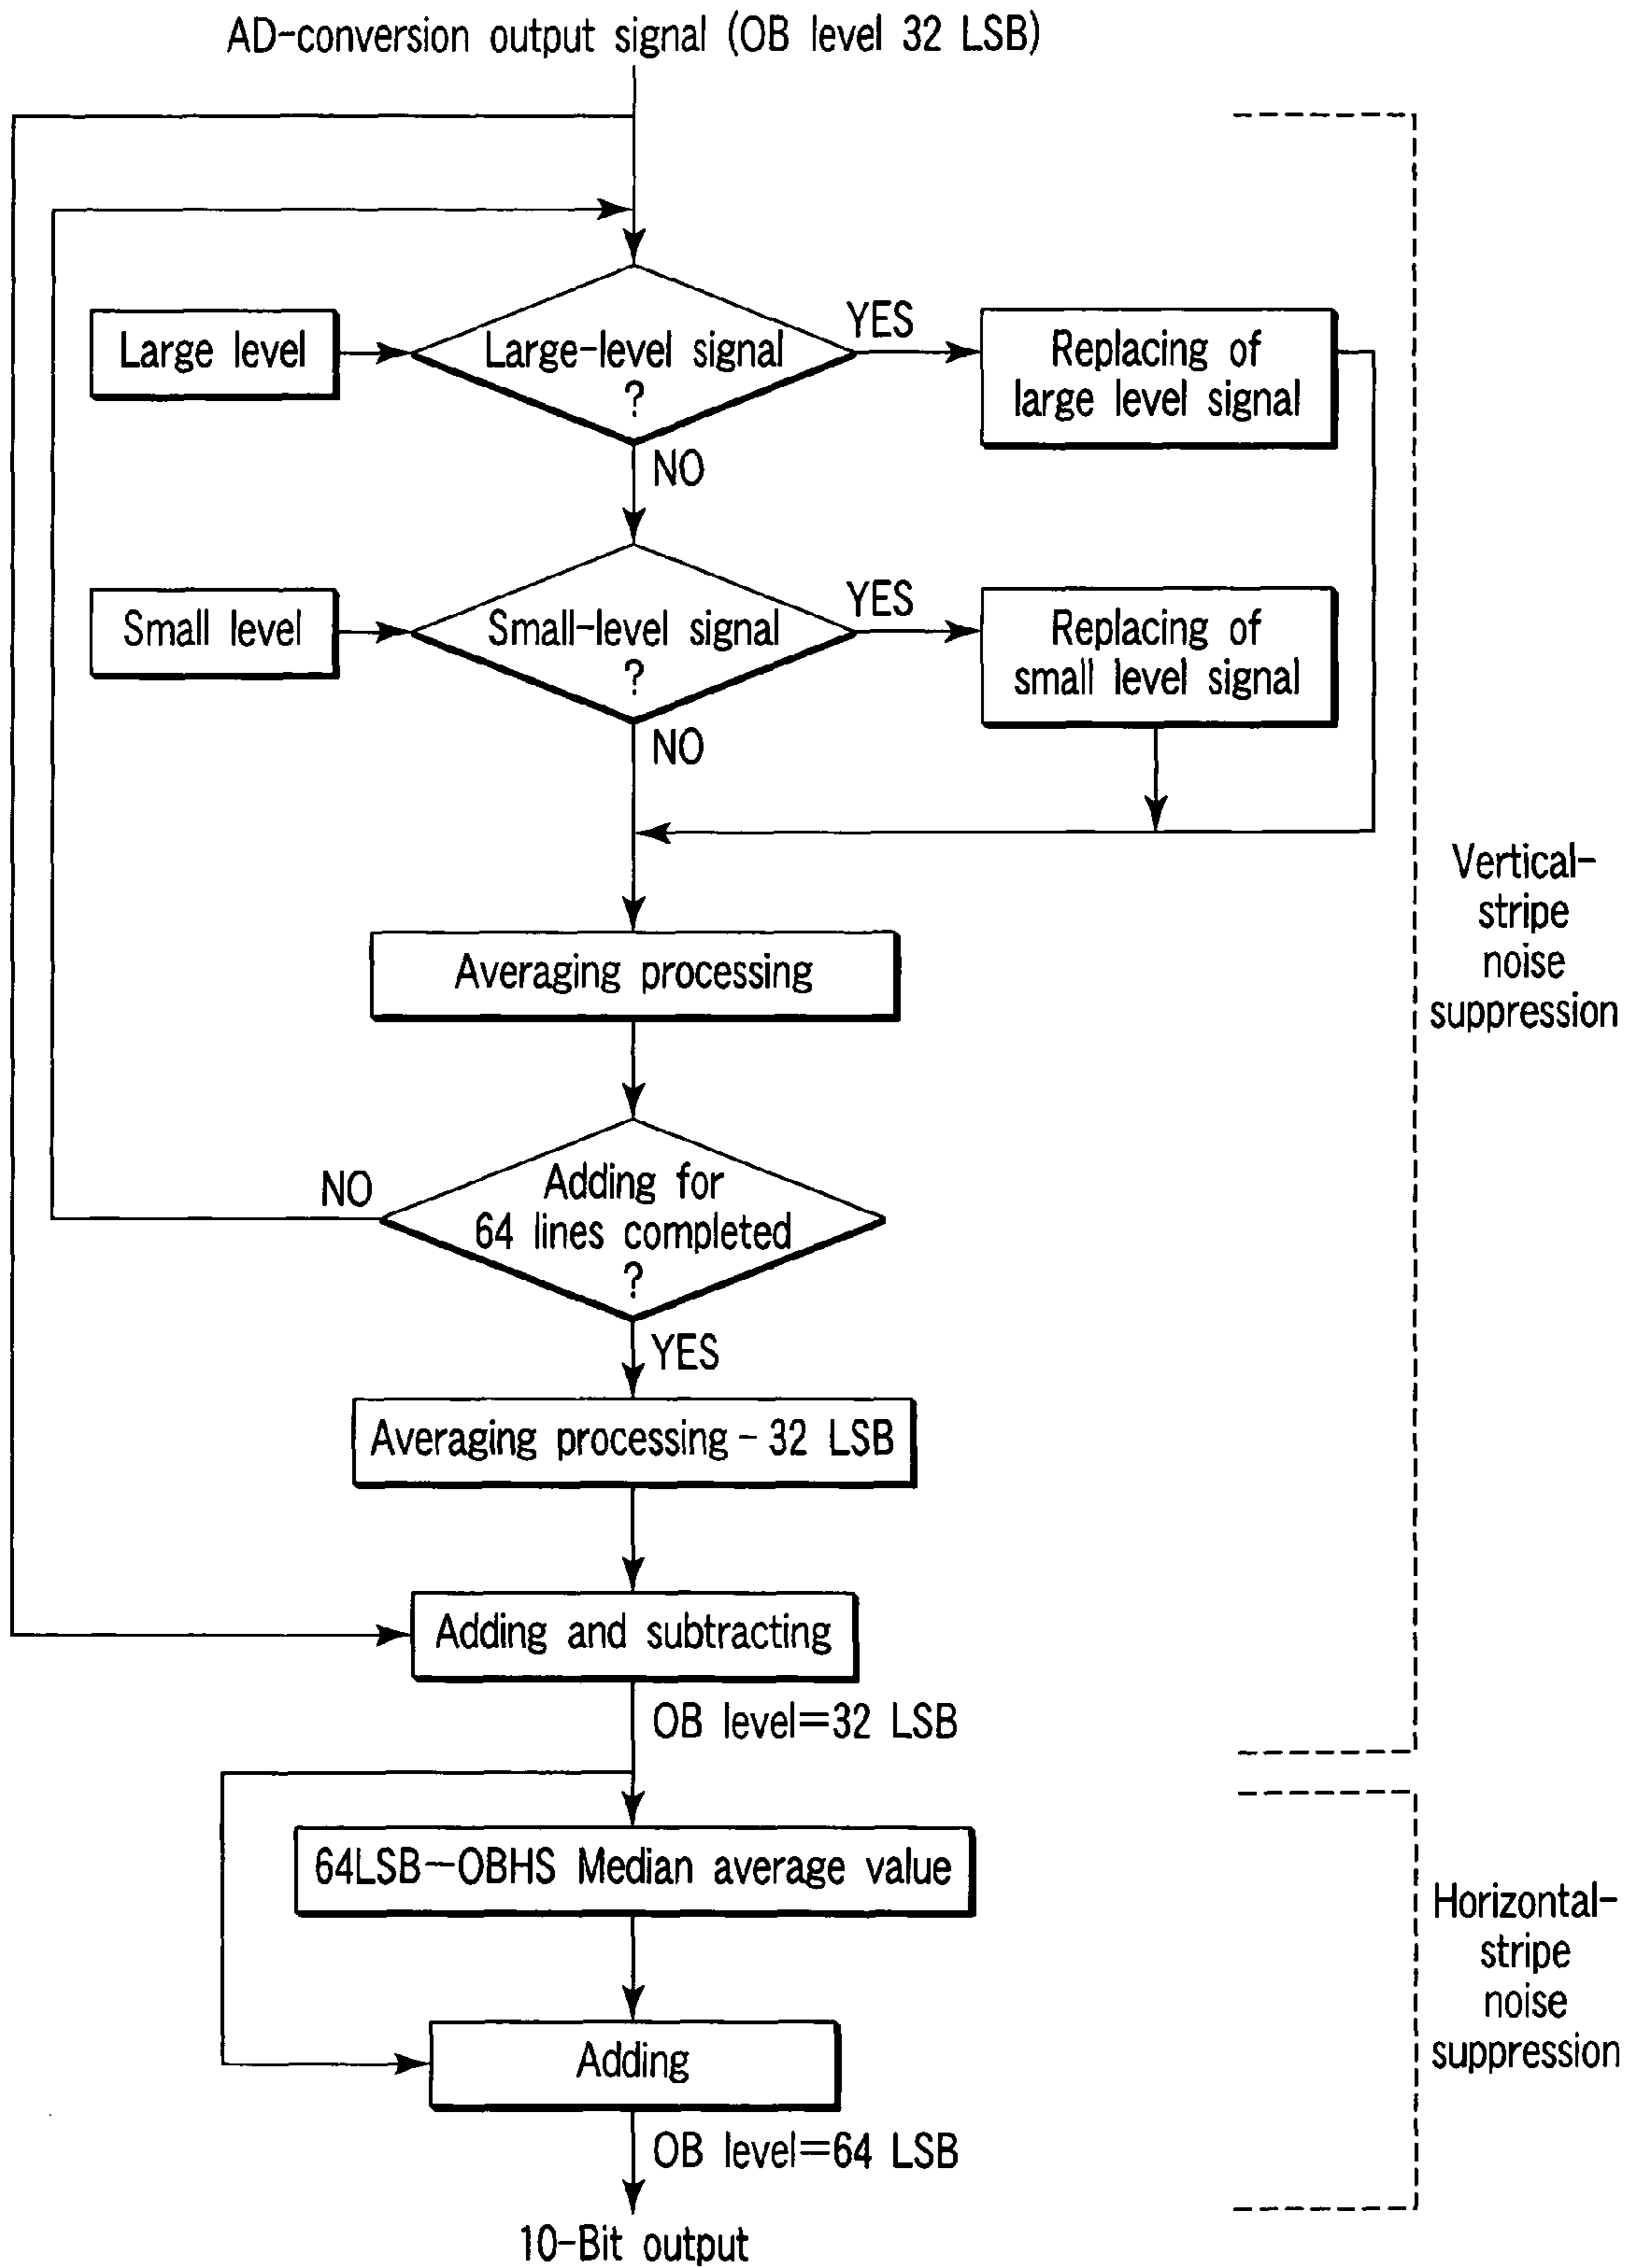 AD-conversion output signal (OB level 32 LSB)
Large level
Large-level signal
?
YES
Replacing of
large level signal
NO
Small level
Small-level signal
?
YES
Replacing of
small level signal
NO
Vertical-
stripe
noise
suppression
Averaging processing
Adding for
64 lines completed
?
NO
YES
Averaging processing - 32 LSB
Adding and subtracting
OB level=32 LSB
64LSB-OBHS Median average value
Horizontal-
stripe
noise
suppression
Adding
OB level=64 LSB
10-Bit output